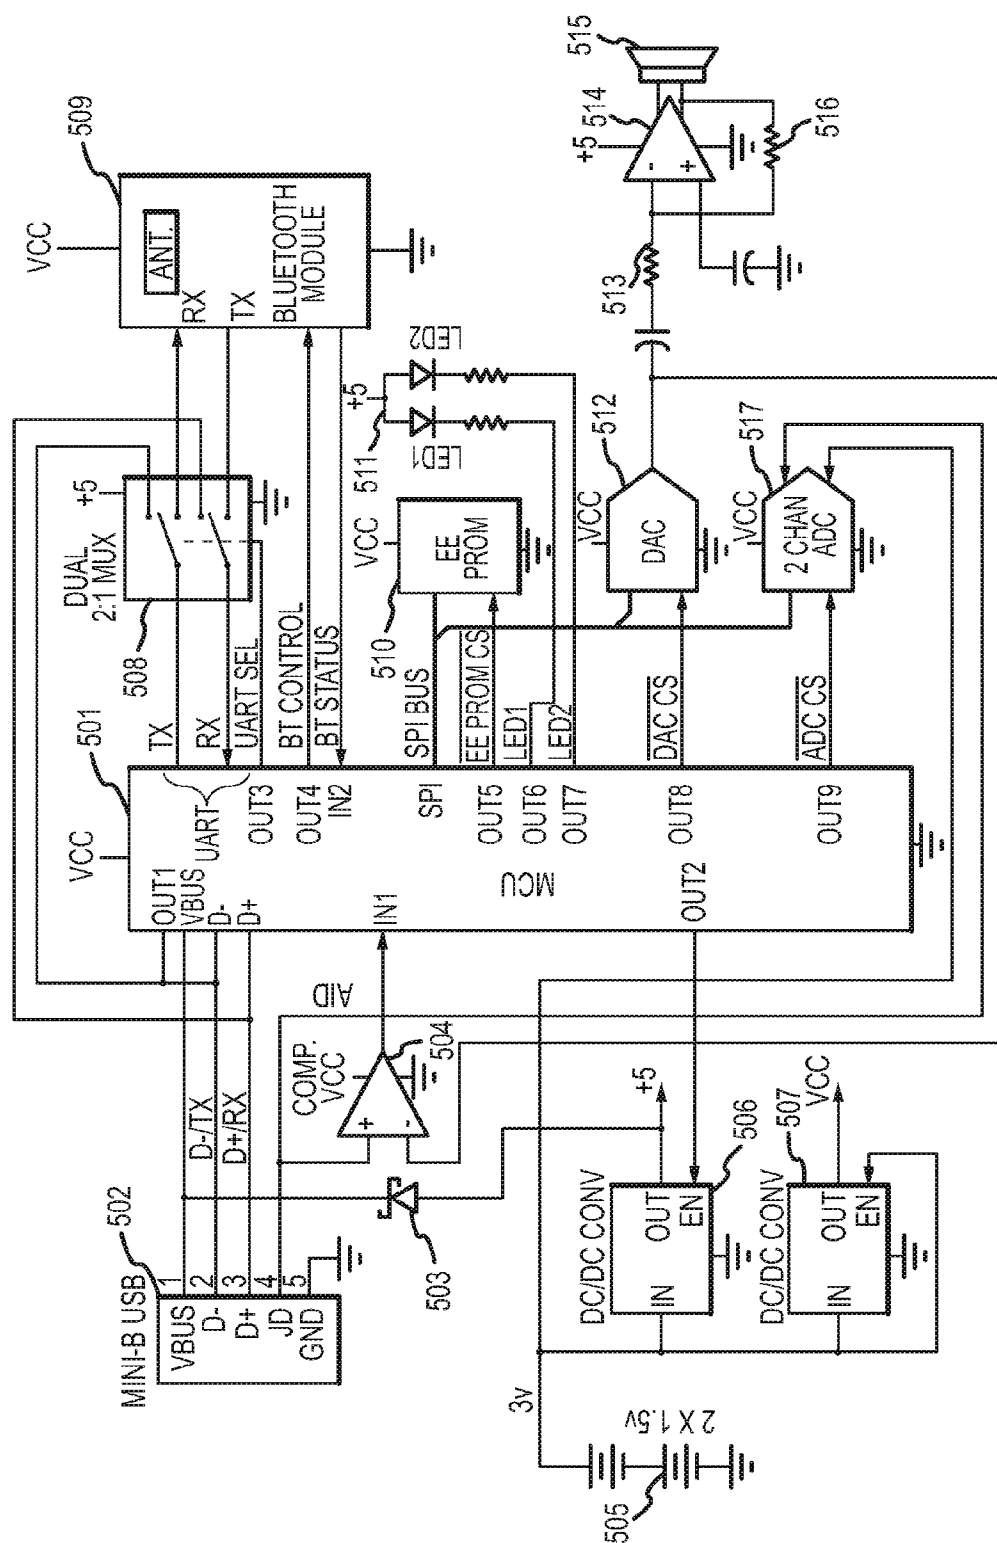 MINI-B USB
502
VBUS
D-
D+
JD
GND
1
2
3
4
5
D-/TX
D+/RX
503
COMP.
VCC
+
-
504
AID
3v
2 X 1.5v
505
DC/DC CONV
IN
OUT
EN
506
+5
DC/DC CONV
IN
OUT
EN
507
VCC
VCC
501
OUT1
VBUS
D-
D+
IN1
OUT2
MCU
UART
OUT3
OUT4
IN2
SPI
OUT5
OUT6
OUT7
OUT8
OUT9
TX
RX
UART SEL
BT CONTROL
BT STATUS
SPI BUS
EE PROM CS
LED1
LED2
DAC CS
ADC CS
508
DUAL
2:1 MUX
+5
VCC
509
ANT.
RX
TX
BLUETOOTH
MODULE
510
VCC
EE
PROM
511
+5
LED1
LED2
VCC
512
DAC
VCC
517
2 CHAN
ADC
513
+5
514
-
+
515
516